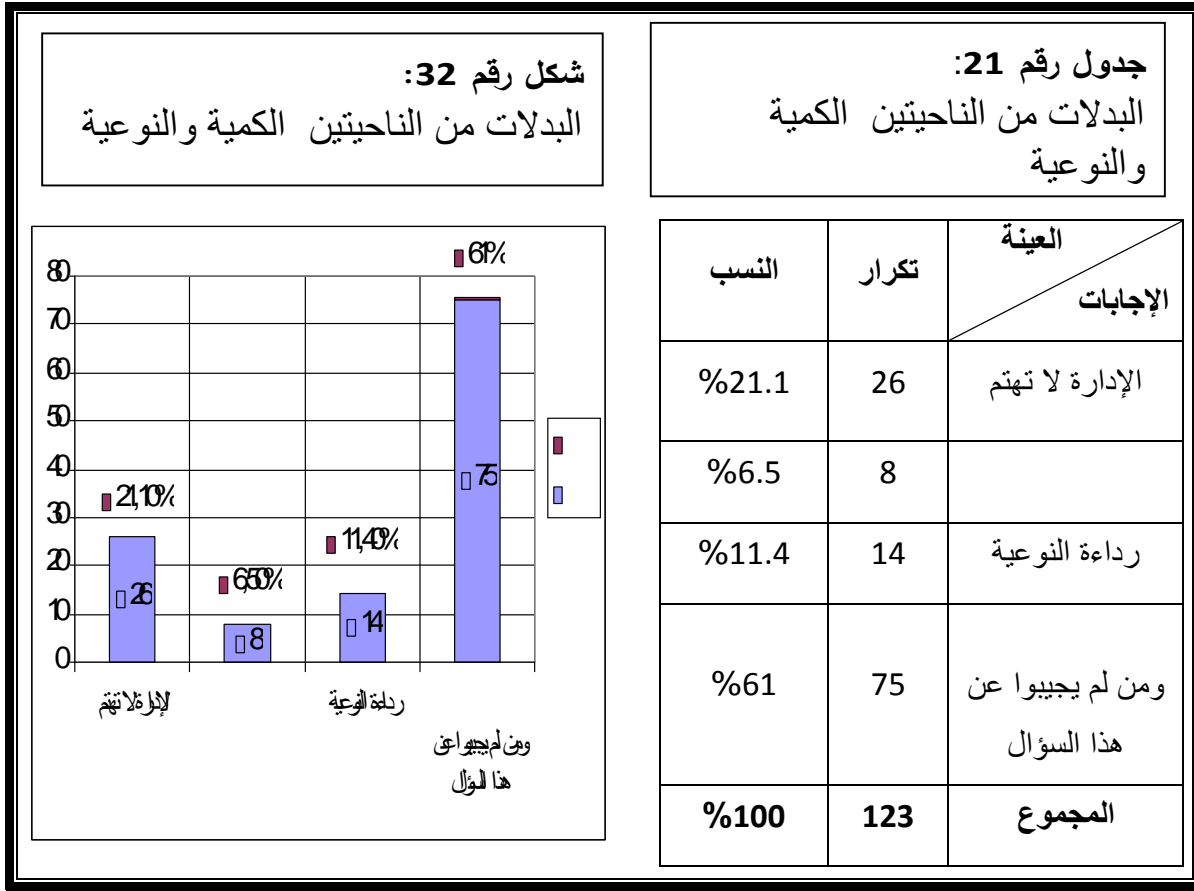 جدول رقم 21:
البدلات من الناحيتين الكمية
والنوعية
العينة
الإجابات
تكرار
النسب
الإدارة لا تهتم
26
%21.1
8
%6.5
رداءة النوعية
14
%11.4
ومن لم يجيبوا عن
هذا السؤال
75
%61
المجموع
123
%100
شكل رقم 32:
البدلات من الناحيتين الكمية والنوعية
80
70
60
50
40
30
20
10
0
21,10%
26
6,50%
8
11,40%
14
61%
75
الإدارة لا تهتم
رداءة النوعية
ومن لم يجيبوا عن
هذا السؤال